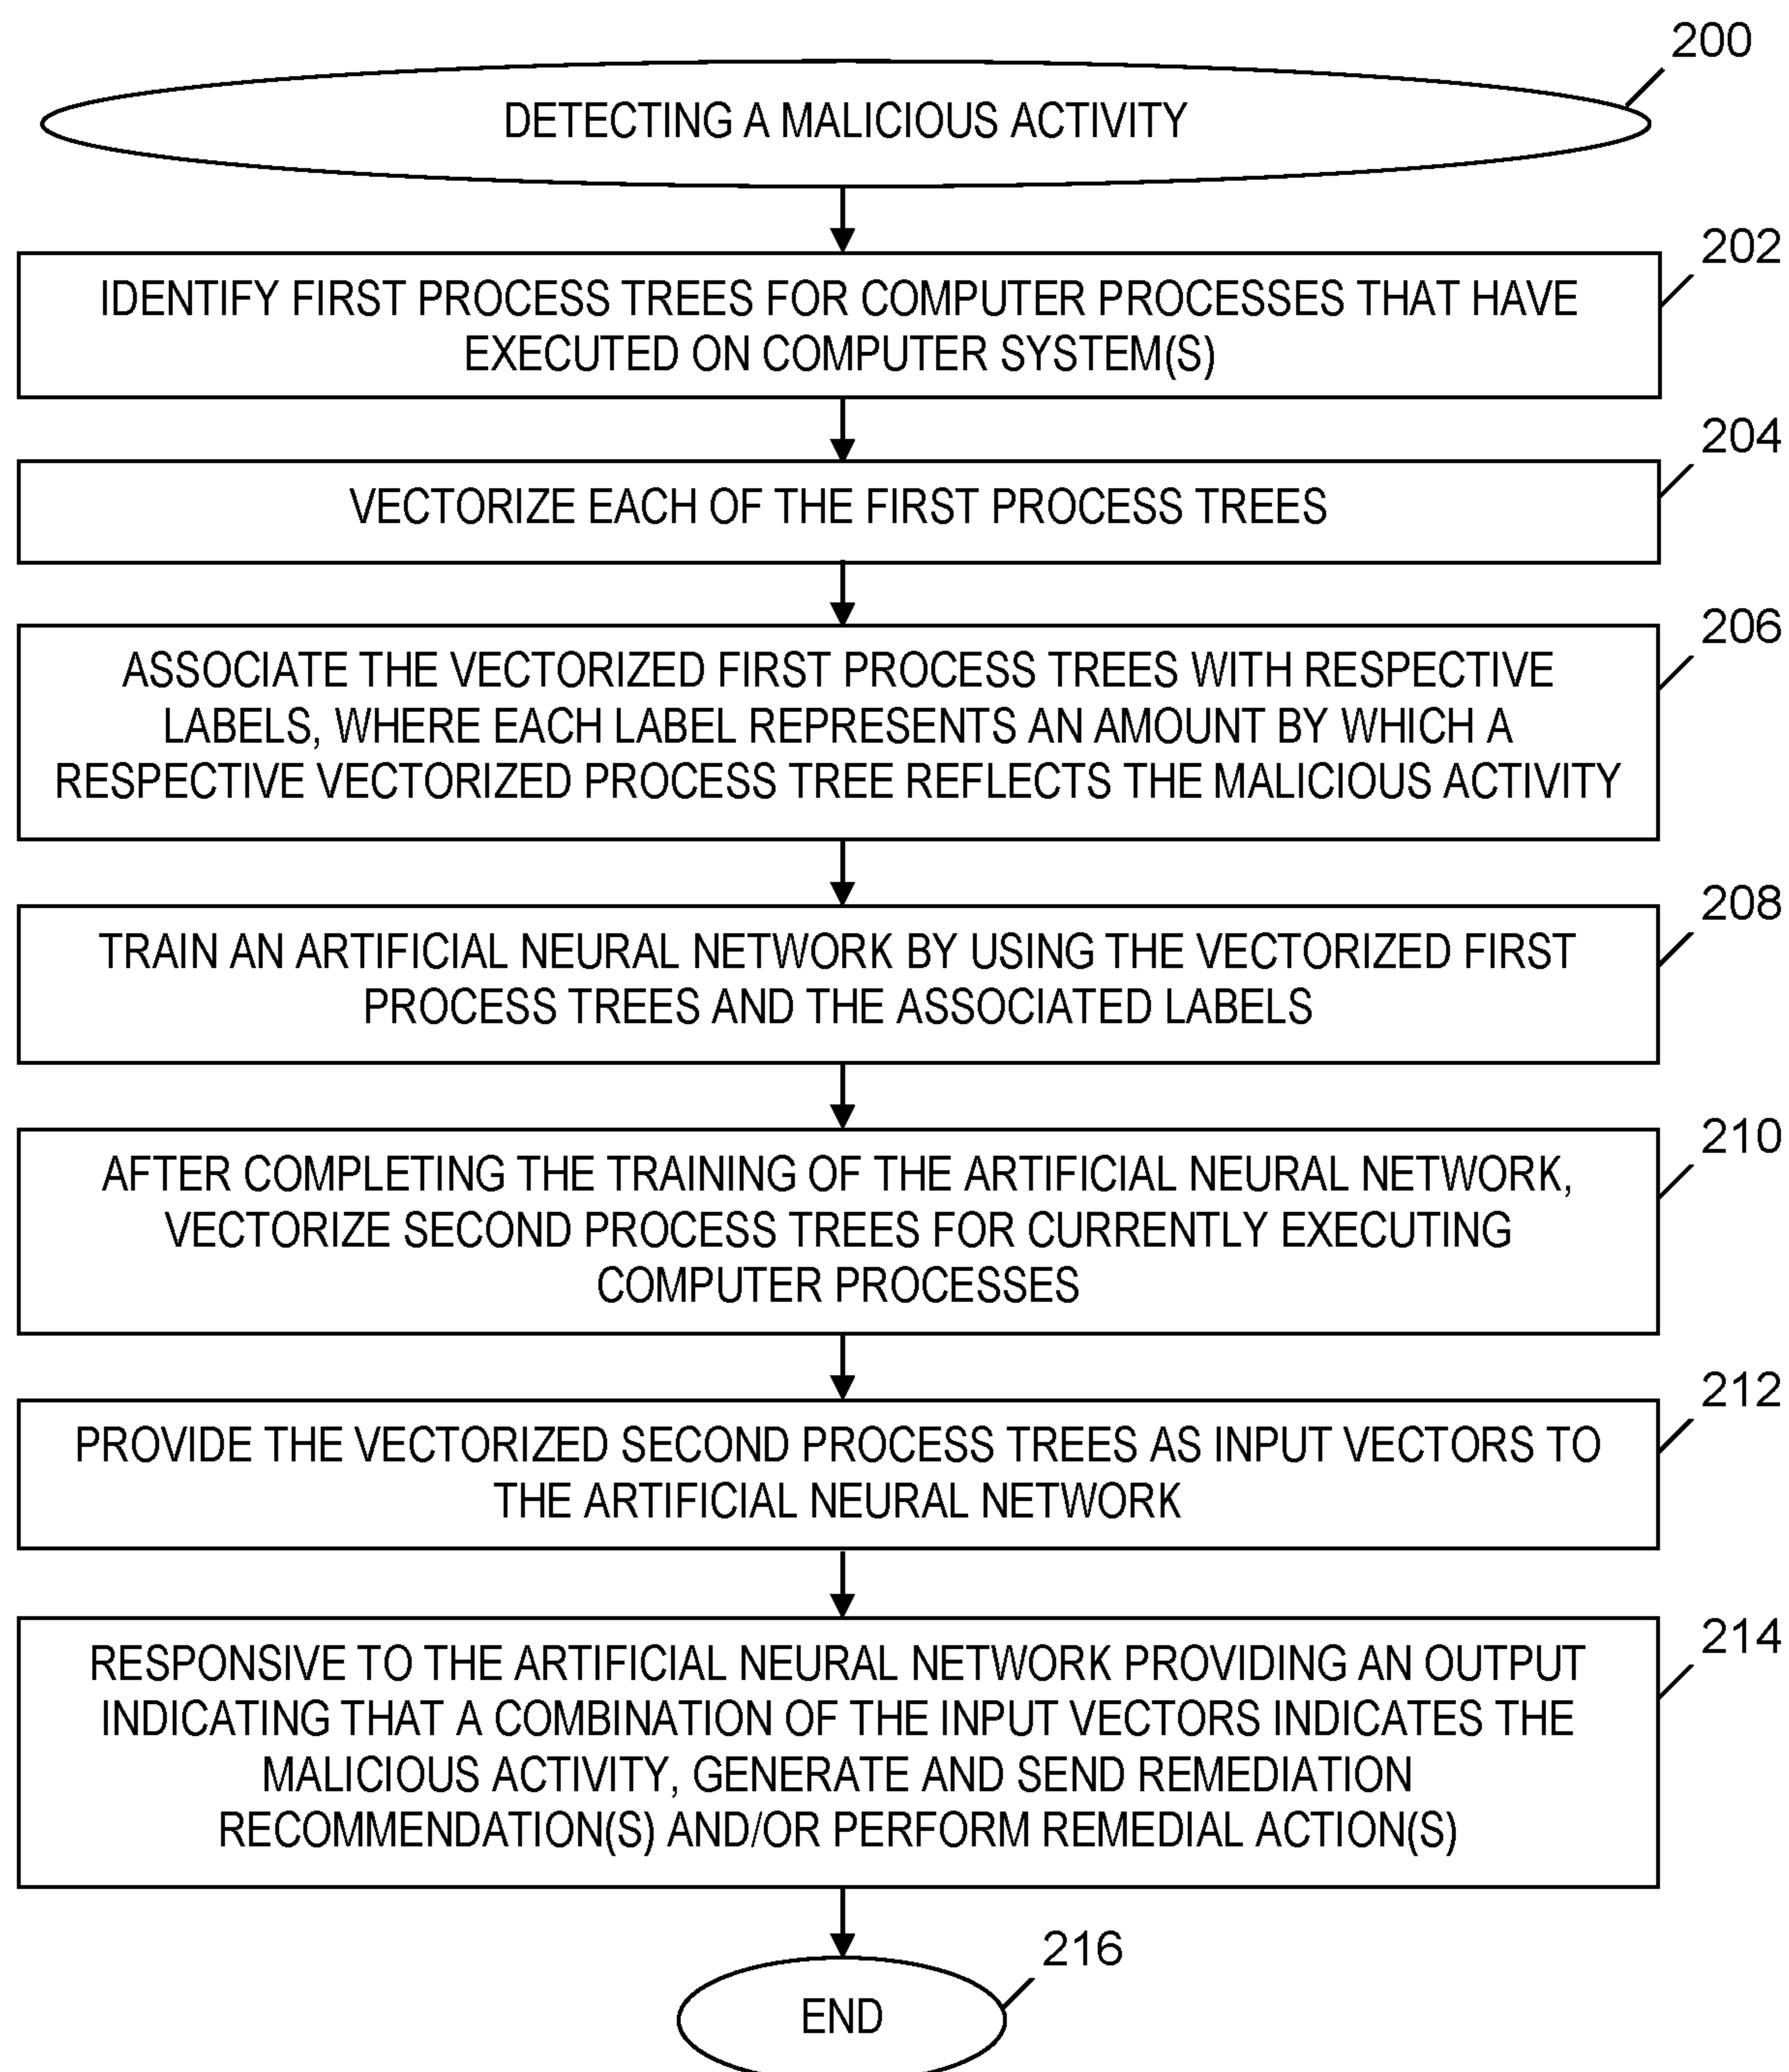 200
DETECTING A MALICIOUS ACTIVITY
202
IDENTIFY FIRST PROCESS TREES FOR COMPUTER PROCESSES THAT HAVE
EXECUTED ON COMPUTER SYSTEM(S)
204
VECTORIZE EACH OF THE FIRST PROCESS TREES
206
ASSOCIATE THE VECTORIZED FIRST PROCESS TREES WITH RESPECTIVE
LABELS, WHERE EACH LABEL REPRESENTS AN AMOUNT BY WHICH A
RESPECTIVE VECTORIZED PROCESS TREE REFLECTS THE MALICIOUS ACTIVITY
208
TRAIN AN ARTIFICIAL NEURAL NETWORK BY USING THE VECTORIZED FIRST
PROCESS TREES AND THE ASSOCIATED LABELS
210
AFTER COMPLETING THE TRAINING OF THE ARTIFICIAL NEURAL NETWORK,
VECTORIZE SECOND PROCESS TREES FOR CURRENTLY EXECUTING
COMPUTER PROCESSES
212
PROVIDE THE VECTORIZED SECOND PROCESS TREES AS INPUT VECTORS TO
THE ARTIFICIAL NEURAL NETWORK
214
RESPONSIVE TO THE ARTIFICIAL NEURAL NETWORK PROVIDING AN OUTPUT
INDICATING THAT A COMBINATION OF THE INPUT VECTORS INDICATES THE
MALICIOUS ACTIVITY, GENERATE AND SEND REMEDIATION
RECOMMENDATION(S) AND/OR PERFORM REMEDIAL ACTION(S)
216
END